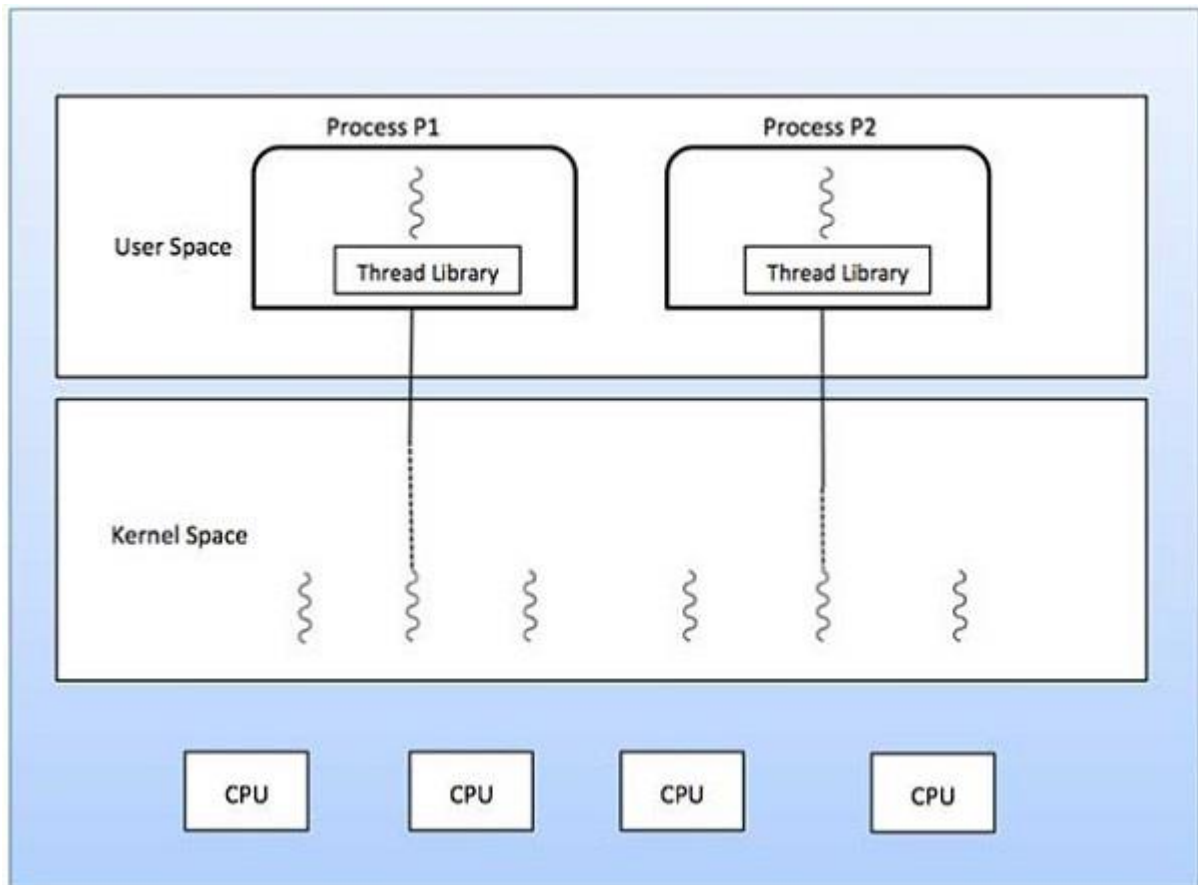 Process P1
Process P2
User Space
Thread Library
Thread Library
Kernel Space
CPU
CPU
CPU
CPU